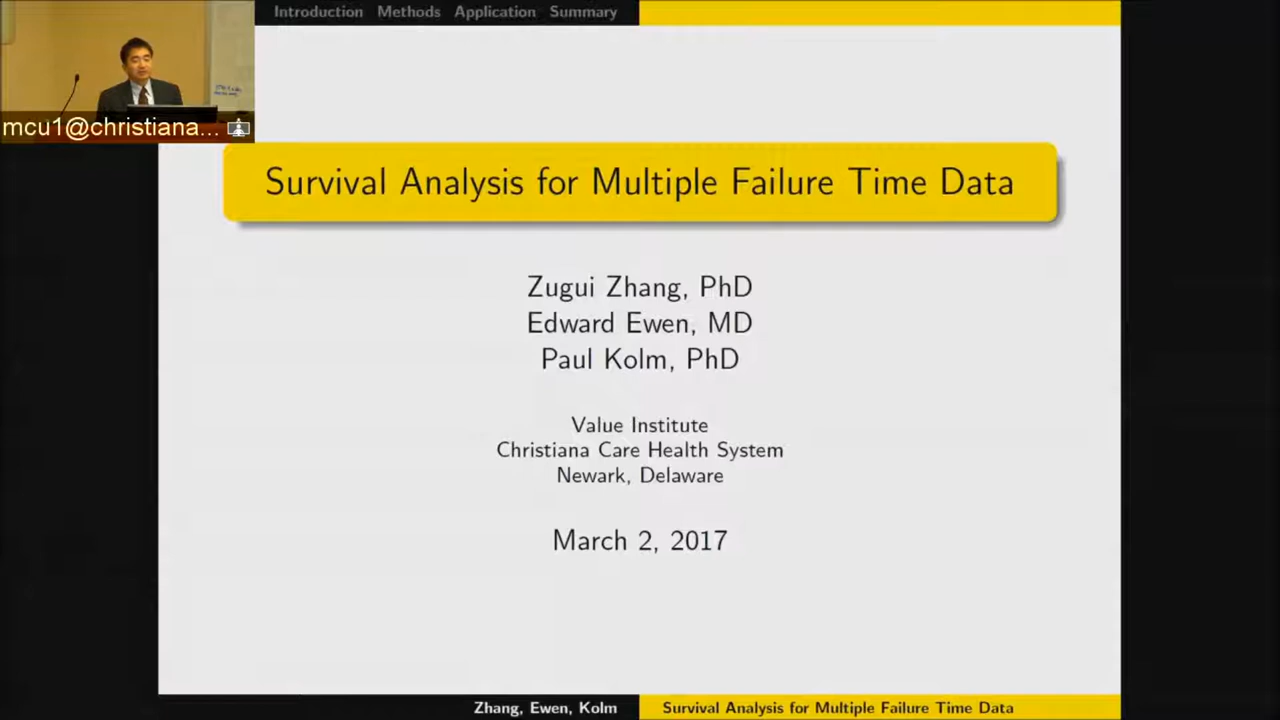 Introduction Methods Application Summary
mcu1@christiana...
Survival Analysis for Multiple Failure Time Data
Zugui Zhang, PhD
Edward Ewen, MD
Paul Kolm, PhD
Value Institute
Christiana Care Health System
Newark, Delaware
March 2, 2017
Zhang, Ewen, Kolm
Survival Analysis for Multiple Failure Time Data